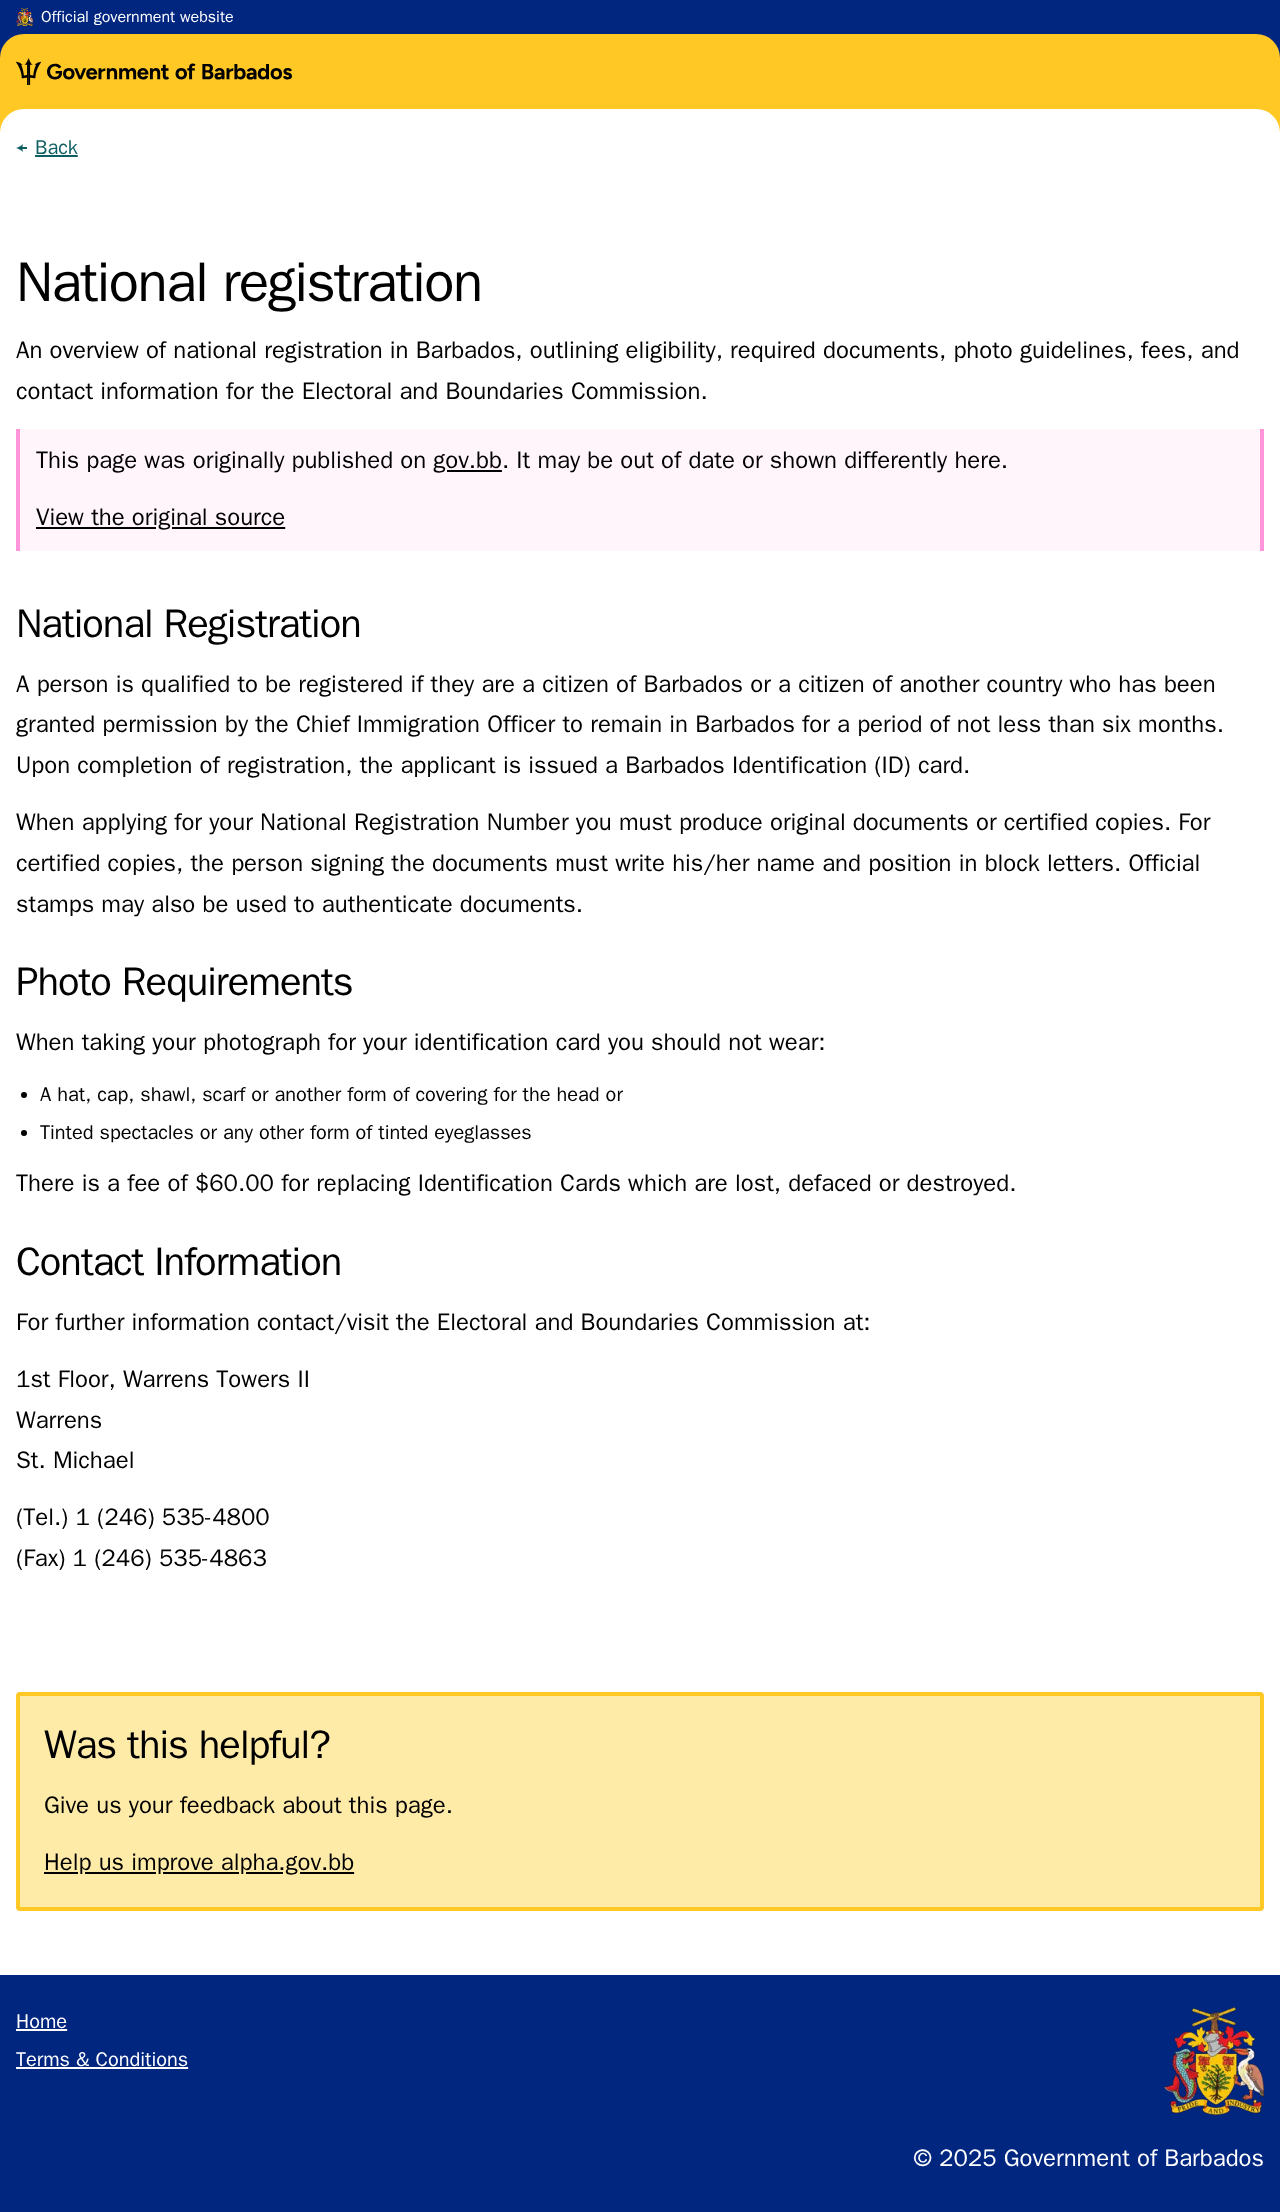 Official government website
Government of Barbados
← Back
National registration
An overview of national registration in Barbados, outlining eligibility, required documents, photo guidelines, fees, and
contact information for the Electoral and Boundaries Commission.
This page was originally published on gov.bb. It may be out of date or shown differently here.
View the original source
National Registration
A person is qualified to be registered if they are a citizen of Barbados or a citizen of another country who has been
granted permission by the Chief Immigration Officer to remain in Barbados for a period of not less than six months.
Upon completion of registration, the applicant is issued a Barbados Identification (ID) card.
When applying for your National Registration Number you must produce original documents or certified copies. For
certified copies, the person signing the documents must write his/her name and position in block letters. Official
stamps may also be used to authenticate documents.
Photo Requirements
When taking your photograph for your identification card you should not wear:
• A hat, cap, shawl, scarf or another form of covering for the head or
• Tinted spectacles or any other form of tinted eyeglasses
There is a fee of $60.00 for replacing Identification Cards which are lost, defaced or destroyed.
Contact Information
For further information contact/visit the Electoral and Boundaries Commission at:
1st Floor, Warrens Towers II
Warrens
St. Michael
(Tel.) 1 (246) 535-4800
(Fax) 1 (246) 535-4863
Was this helpful?
Give us your feedback about this page.
Help us improve alpha.gov.bb
Home
Terms & Conditions
PRIDE AND INDUSTRY
© 2025 Government of Barbados